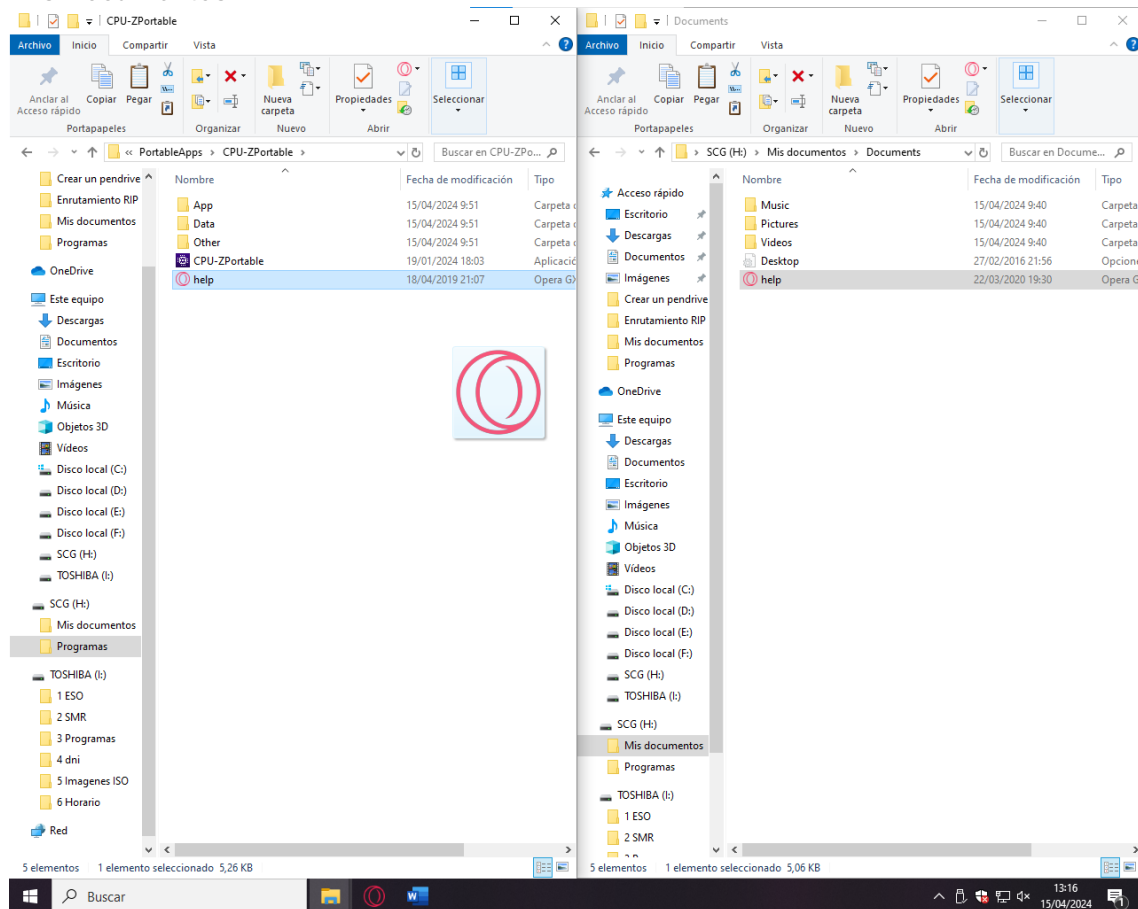 CPU-ZPortable
Archivo Inicio Compartir Vista
Anclar al Acceso rápido
Copiar
Pegar
Nueva carpeta
Propiedades
Seleccionar
Portapapeles Organizar Nuevo Abrir
« PortableApps > CPU-ZPortable >
Buscar en CPU-ZPo...
Crear un pendrive
Enrutamiento RIP
Mis documentos
Programas
OneDrive
Este equipo
Descargas
Documentos
Escritorio
Imágenes
Música
Objetos 3D
Vídeos
Disco local (C:)
Disco local (D:)
Disco local (E:)
Disco local (F:)
SCG (H:)
TOSHIBA (I:)
SCG (H:)
Mis documentos
Programas
TOSHIBA (I:)
1 ESO
2 SMR
3 Programas
4 dni
5 Imagenes ISO
6 Horario
Red
Nombre Fecha de modificación Tipo
App 15/04/2024 9:51 Carpeta
Data 15/04/2024 9:51 Carpeta
Other 15/04/2024 9:51 Carpeta
CPU-ZPortable 19/01/2024 18:03 Aplicació
help 18/04/2019 21:07 Opera G
5 elementos 1 elemento seleccionado 5,26 KB
Documents
Archivo Inicio Compartir Vista
Anclar al Acceso rápido
Copiar
Pegar
Nueva carpeta
Propiedades
Seleccionar
Portapapeles Organizar Nuevo Abrir
> SCG (H:) > Mis documentos > Documents
Buscar en Docume...
Acceso rápido
Escritorio
Descargas
Documentos
Imágenes
Crear un pendrive
Enrutamiento RIP
Mis documentos
Programas
OneDrive
Este equipo
Descargas
Documentos
Escritorio
Imágenes
Música
Objetos 3D
Vídeos
Disco local (C:)
Disco local (D:)
Disco local (E:)
Disco local (F:)
SCG (H:)
TOSHIBA (I:)
SCG (H:)
Mis documentos
Programas
TOSHIBA (I:)
1 ESO
2 SMR
Nombre Fecha de modificación Tipo
Music 15/04/2024 9:40 Carpeta
Pictures 15/04/2024 9:40 Carpeta
Videos 15/04/2024 9:40 Carpeta
Desktop 27/02/2016 21:56 Opcione
help 22/03/2020 19:30 Opera G
5 elementos 1 elemento seleccionado 5,06 KB
Buscar
13:16
15/04/2024